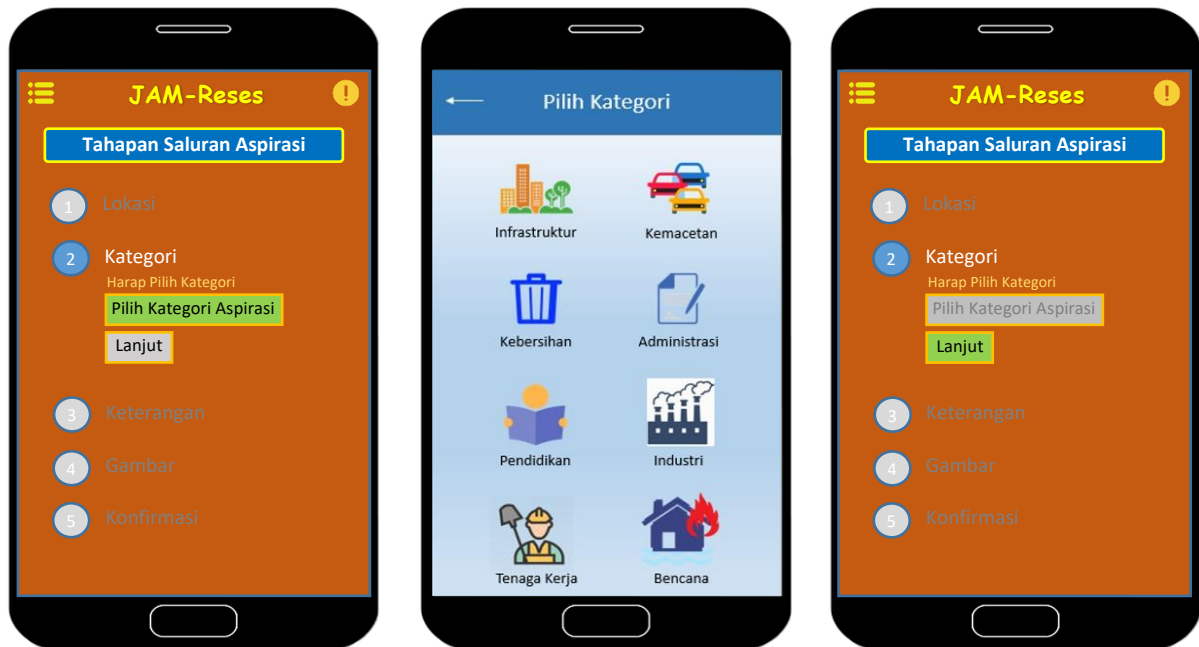 JAM-Reses
Tahapan Saluran Aspirasi
1 Lokasi
2 Kategori
Harap Pilih Kategori
Pilih Kategori Aspirasi
Lanjut
3 Keterangan
4 Gambar
5 Konfirmasi
Pilih Kategori
Infrastruktur
Kemacetan
Kebersihan
Administrasi
Pendidikan
Industri
Tenaga Kerja
Bencana
JAM-Reses
Tahapan Saluran Aspirasi
1 Lokasi
2 Kategori
Harap Pilih Kategori
Pilih Kategori Aspirasi
Lanjut
3 Keterangan
4 Gambar
5 Konfirmasi